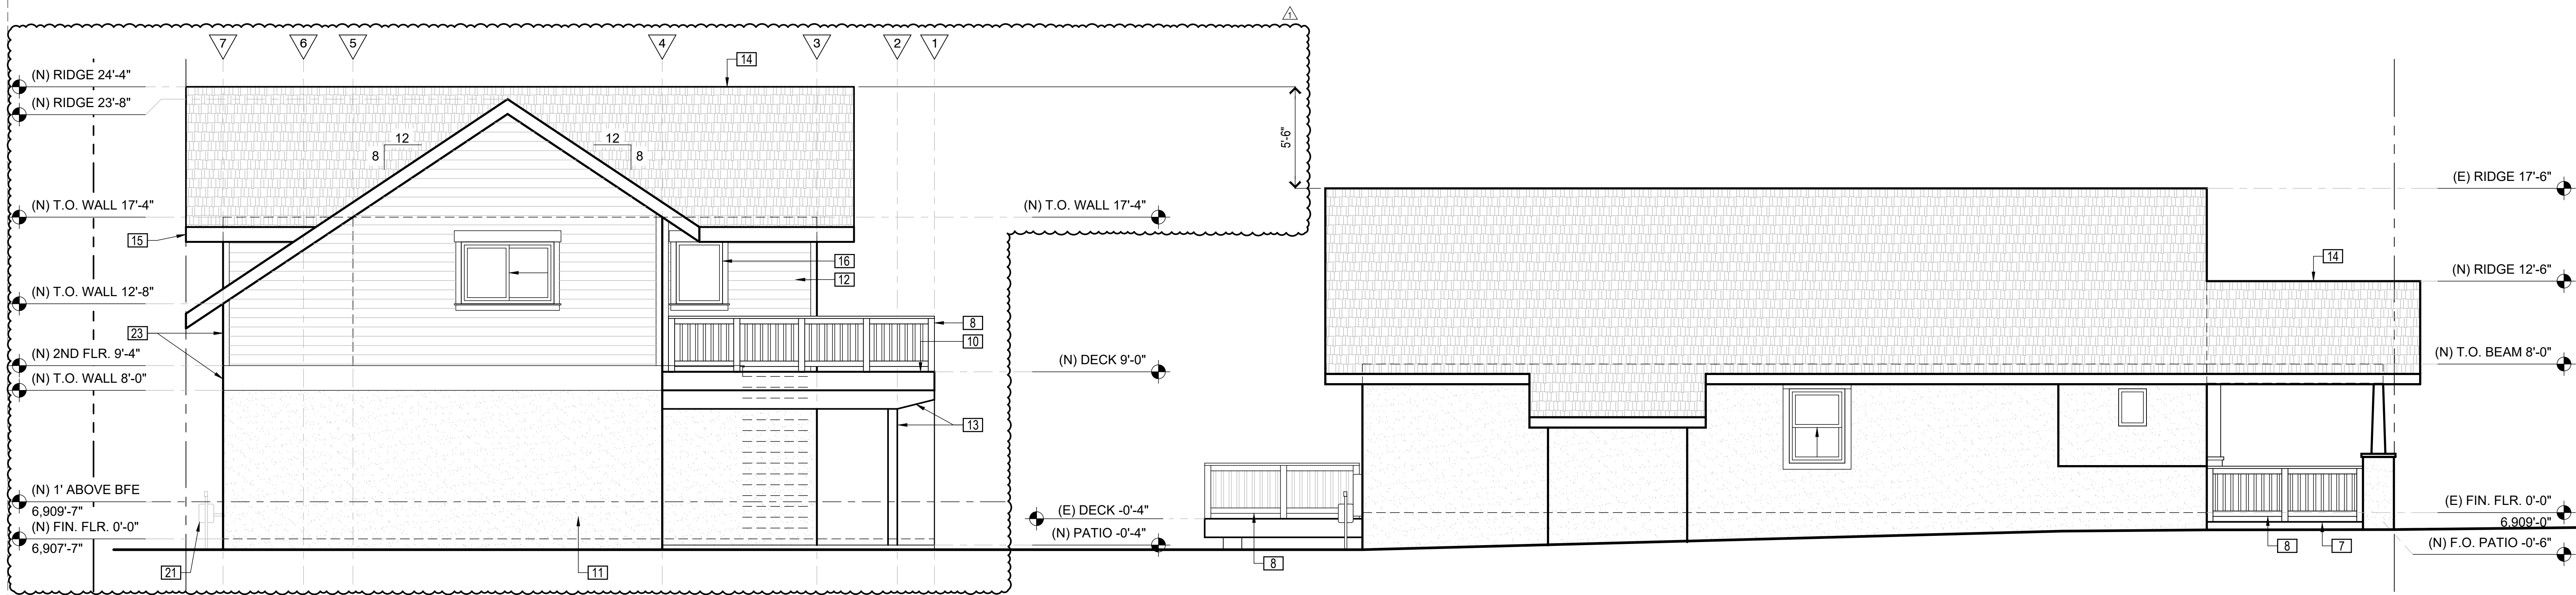 1
7 6 5 4 3 2 1
14
(N) RIDGE 24'-4"
(N) RIDGE 23'-8"
12
8
12
8
5'-6"
(E) RIDGE 17'-6"
(N) T.O. WALL 17'-4"
(N) T.O. WALL 17'-4"
15
16
12
14
(N) RIDGE 12'-6"
(N) T.O. WALL 12'-8"
8
23
10
(N) 2ND FLR. 9'-4"
(N) DECK 9'-0"
(N) T.O. BEAM 8'-0"
(N) T.O. WALL 8'-0"
13
(N) 1' ABOVE BFE
6,909'-7"
(E) DECK -0'-4"
(E) FIN. FLR. 0'-0"
6,909'-0"
(N) FIN. FLR. 0'-0"
6,907'-7"
(N) PATIO -0'-4"
(N) F.O. PATIO -0'-6"
21
11
8
8
7